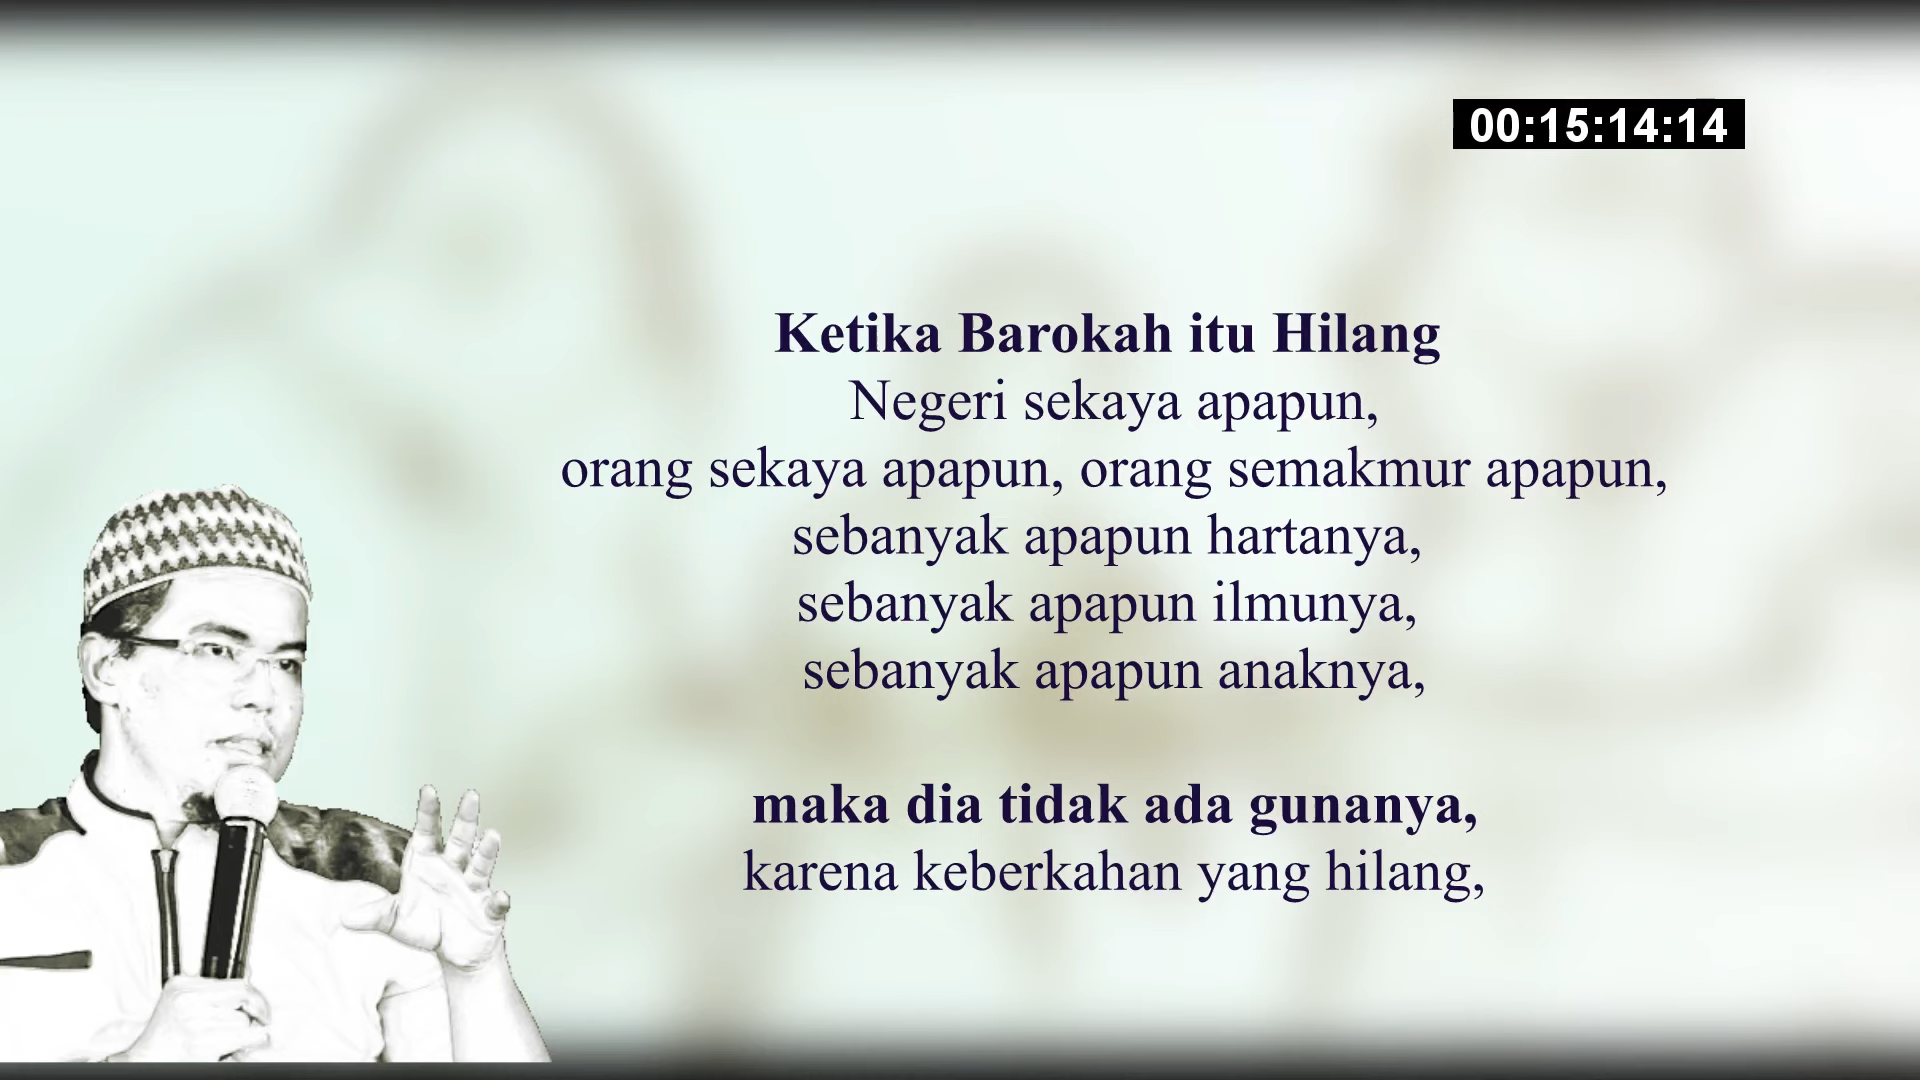 00:15:14:14
Ketika Barokah itu Hilang
Negeri sekaya apapun,
orang sekaya apapun, orang semakmur apapun,
sebanyak apapun hartanya,
sebanyak apapun ilmunya,
sebanyak apapun anaknya,
maka dia tidak ada gunanya,
karena keberkahan yang hilang,